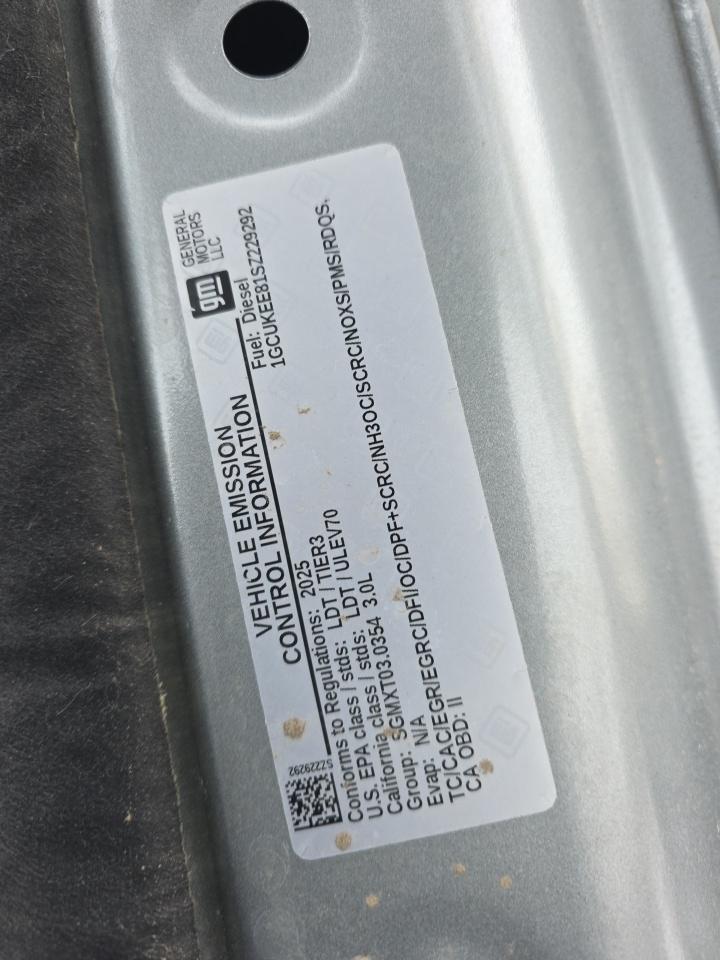 gm
GENERAL
MOTORS
LLC
VEHICLE EMISSION
CONTROL INFORMATION
Fuel: Diesel
1GCUKEE81SZ229292
SZ229292
Conforms to Regulations: 2025
U.S. EPA class / stds: LDT / TIER3
California class / stds: LDT / ULEV70
Group: SGMXT03.0354 3.0L
Evap: N/A
TC/CAC/EGR/EGRC/DFI/OC/DPF+SCRC/NH3OC/SCRC/NOXS/PMS/RDQS,
CA OBD: II